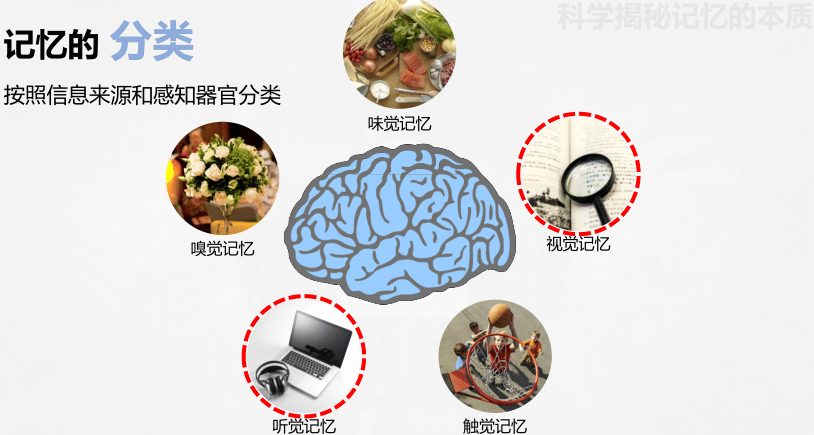 科学揭秘记忆的本质
记忆的 分类
按照信息来源和感知器官分类
味觉记忆
嗅觉记忆
视觉记忆
听觉记忆
触觉记忆